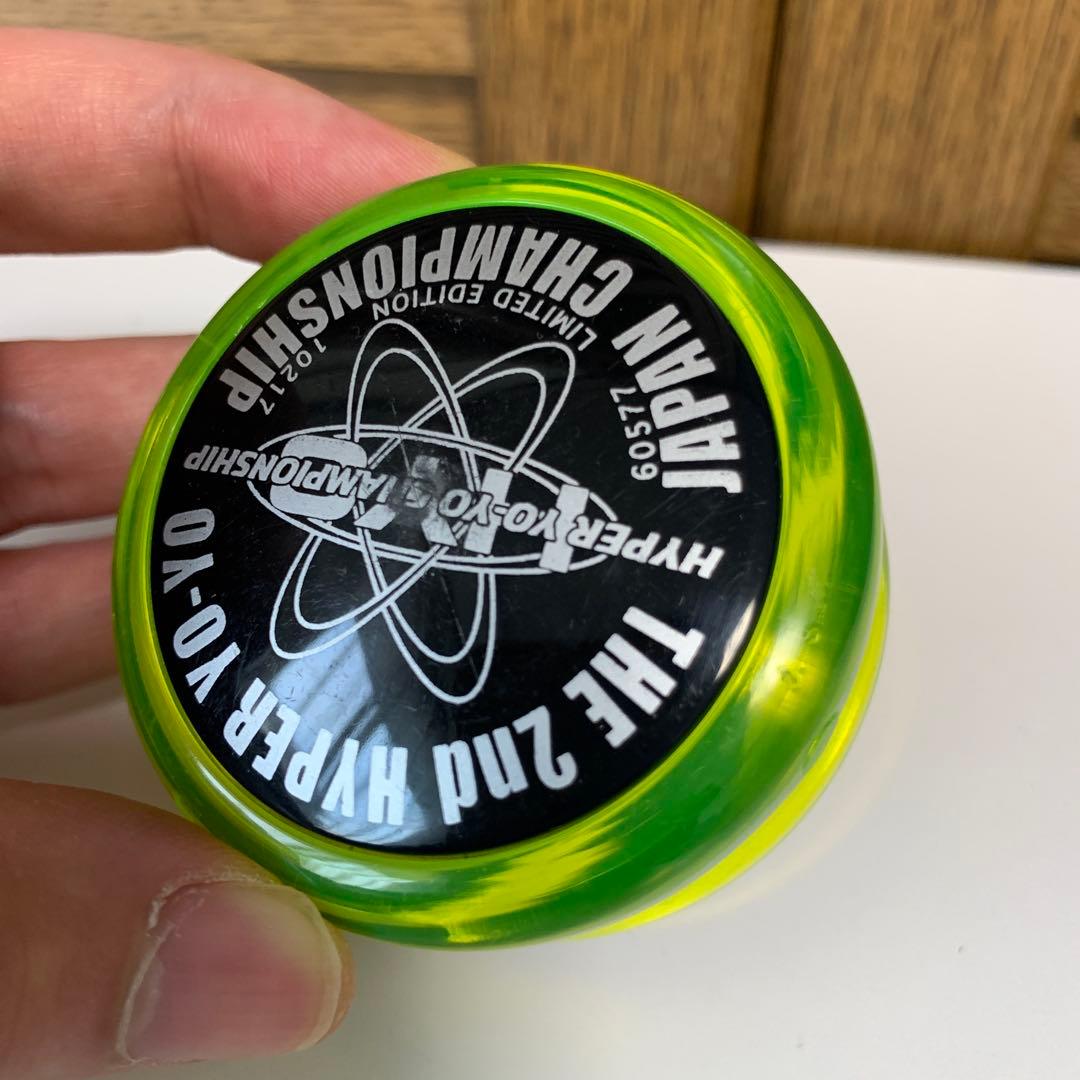 THE 2nd HYPER YO-YO
HYPER YO-YO CHAMPIONSHIP
60577
LIMITED EDITION
10217
JAPAN CHAMPIONSHIP